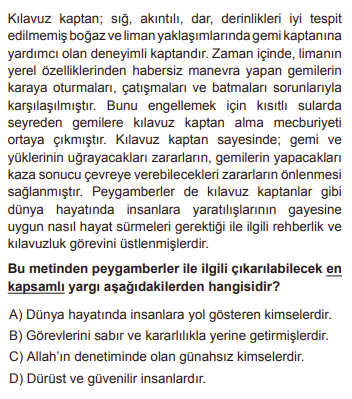 Kılavuz kaptan; sığ, akıntılı, dar, derinlikleri iyi tespit
edilmemiş boğaz ve liman yaklaşımlarında gemi kaptanına
yardımcı olan deneyimli kaptandır. Zaman içinde, limanın
yerel özelliklerinden habersiz manevra yapan gemilerin
karaya oturmaları, çatışmaları ve batmaları sorunlarıyla
karşılaşılmıştır. Bunu engellemek için kısıtlı sularda
seyreden gemilere kılavuz kaptan alma mecburiyeti
ortaya çıkmıştır. Kılavuz kaptan sayesinde; gemi ve
yüklerinin uğrayacakları zararların, gemilerin yapacakları
kaza sonucu çevreye verebilecekleri zararların önlenmesi
sağlanmıştır. Peygamberler de kılavuz kaptanlar gibi
dünya hayatında insanlara yaratılışlarının gayesine
uygun nasıl hayat sürmeleri gerektiği ile ilgili rehberlik ve
kılavuzluk görevini üstlenmişlerdir.
Bu metinden peygamberler ile ilgili çıkarılabilecek en
kapsamlı yargı aşağıdakilerden hangisidir?
A) Dünya hayatında insanlara yol gösteren kimselerdir.
B) Görevlerini sabır ve kararlılıkla yerine getirmişlerdir.
C) Allah'ın denetiminde olan günahsız kimselerdir.
D) Dürüst ve güvenilir insanlardır.